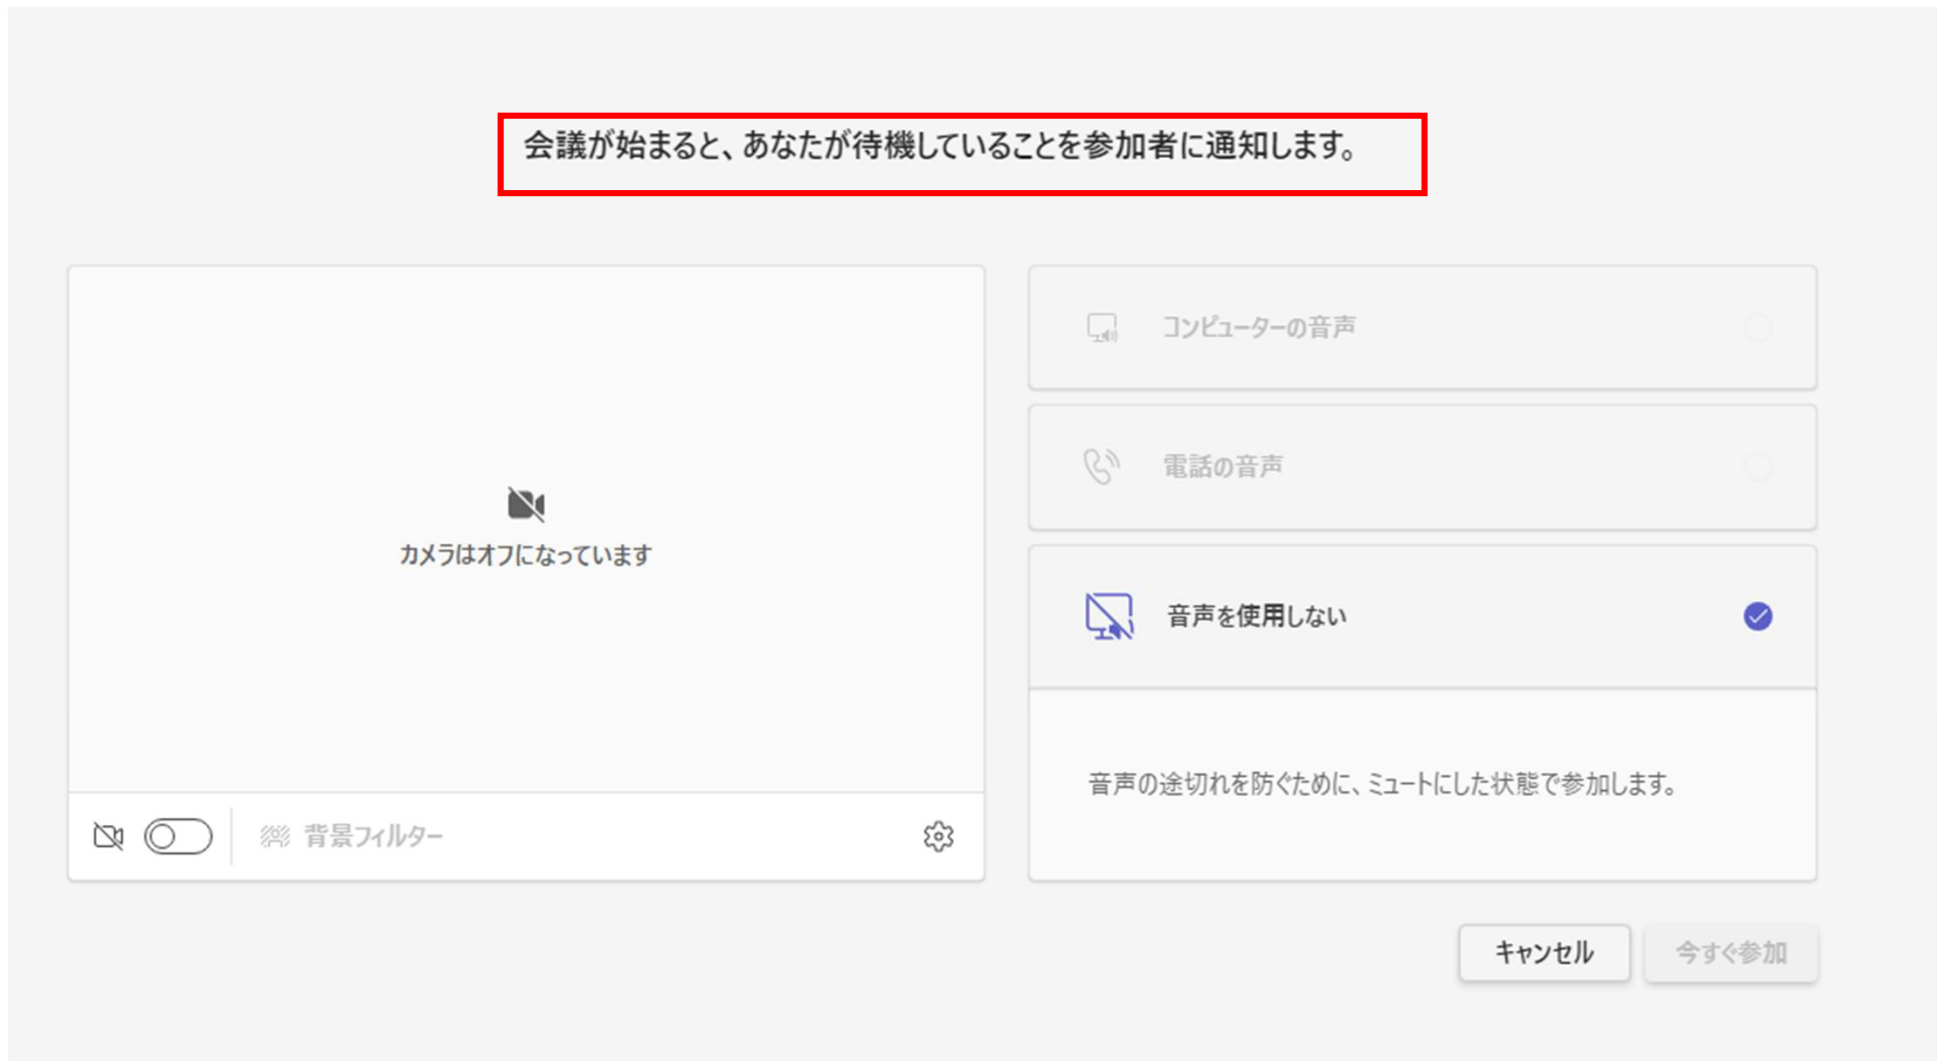 会議が始まると、あなたが待機していることを参加者に通知します。
カメラはオフになっています
背景フィルター
コンピューターの音声
電話の音声
音声を使用しない
音声の途切れを防ぐために、ミュートにした状態で参加します。
キャンセル
今すぐ参加